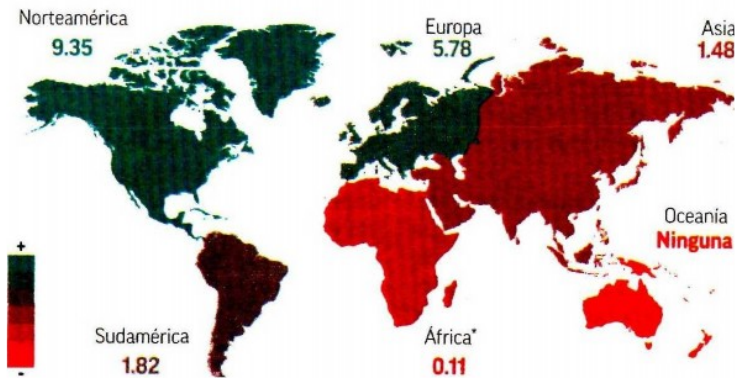 Norteamérica
9.35
Europa
5.78
Asia
1.48
Oceanía
Ninguna
+
-
Sudamérica
1.82
África*
0.11